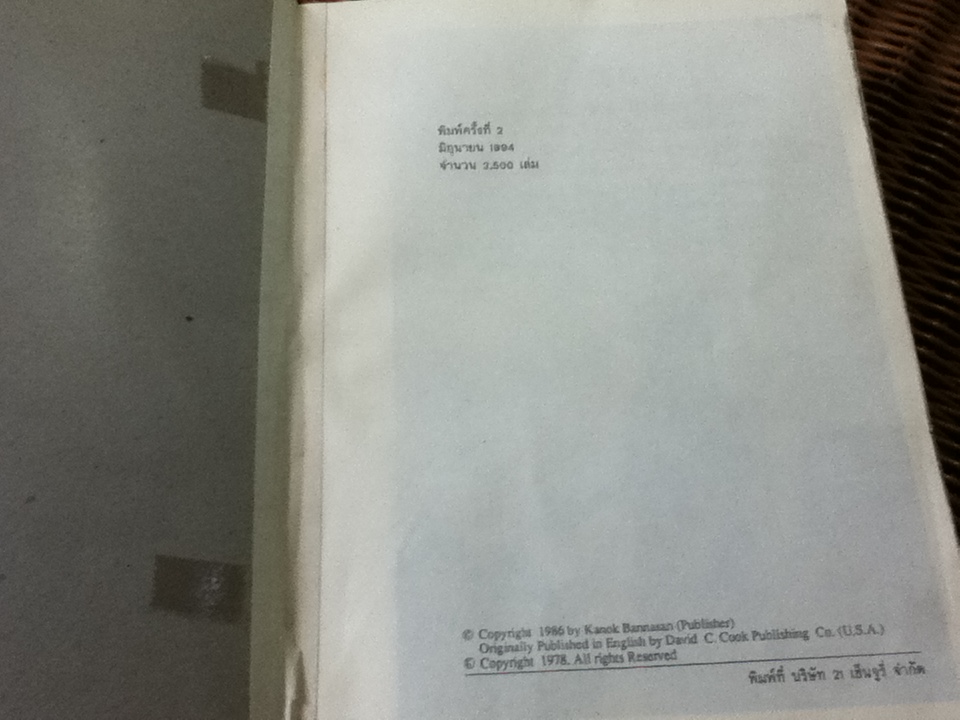 พิมพ์ครั้งที่ 2
มิถุนายน 1994
จำนวน 2,500 เล่ม
© Copyright 1986 by Kanok Bannasan (Publisher)
Originally Published in English by David C. Cook Publishing Co. (U.S.A.)
© Copyright 1978. All rights Reserved
พิมพ์ที่ บริษัท 21 เซ็นจูรี่ จำกัด